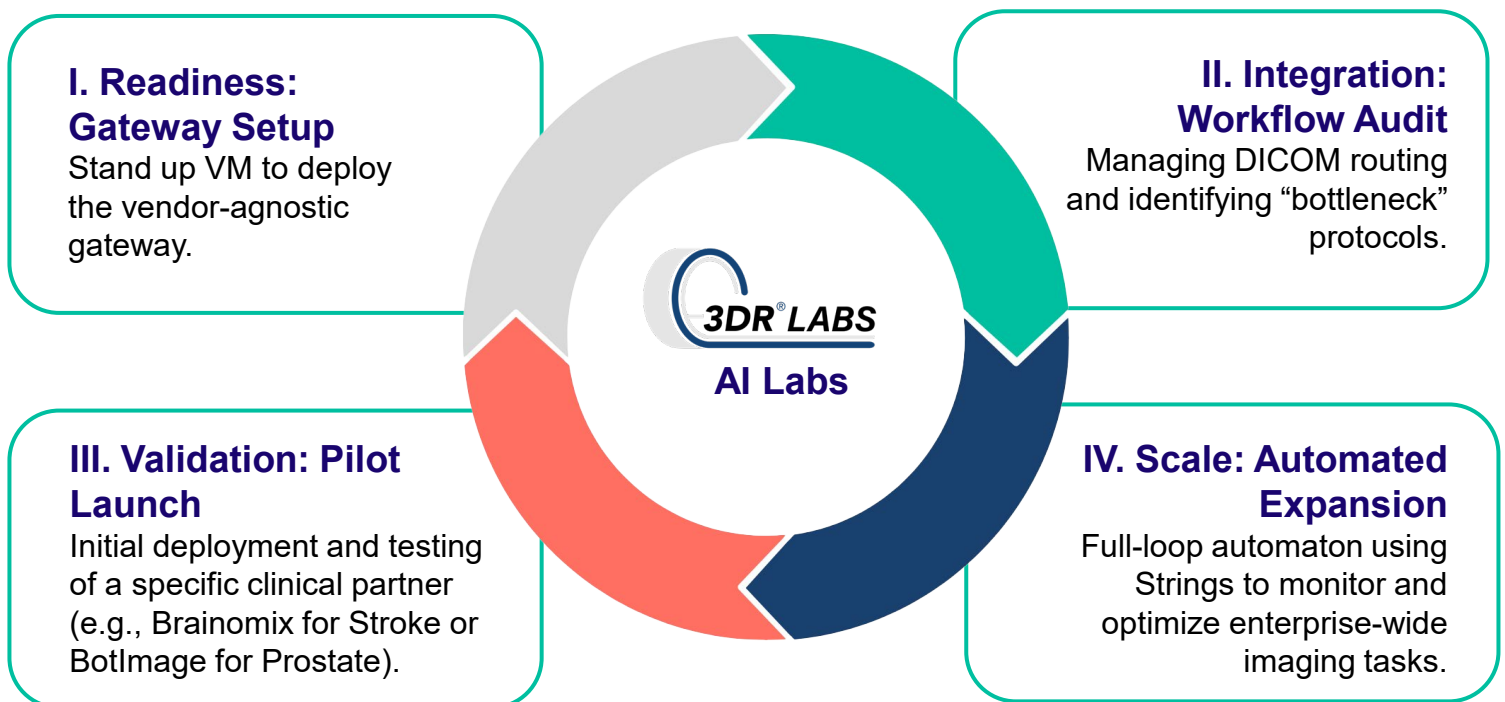 I. Readiness:
Gateway Setup
Stand up VM to deploy
the vendor-agnostic
gateway.
II. Integration:
Workflow Audit
Managing DICOM routing
and identifying “bottleneck”
protocols.
3DR® LABS
AI Labs
III. Validation: Pilot
Launch
Initial deployment and testing
of a specific clinical partner
(e.g., Brainomix for Stroke or
BotImage for Prostate).
IV. Scale: Automated
Expansion
Full-loop automaton using
Strings to monitor and
optimize enterprise-wide
imaging tasks.